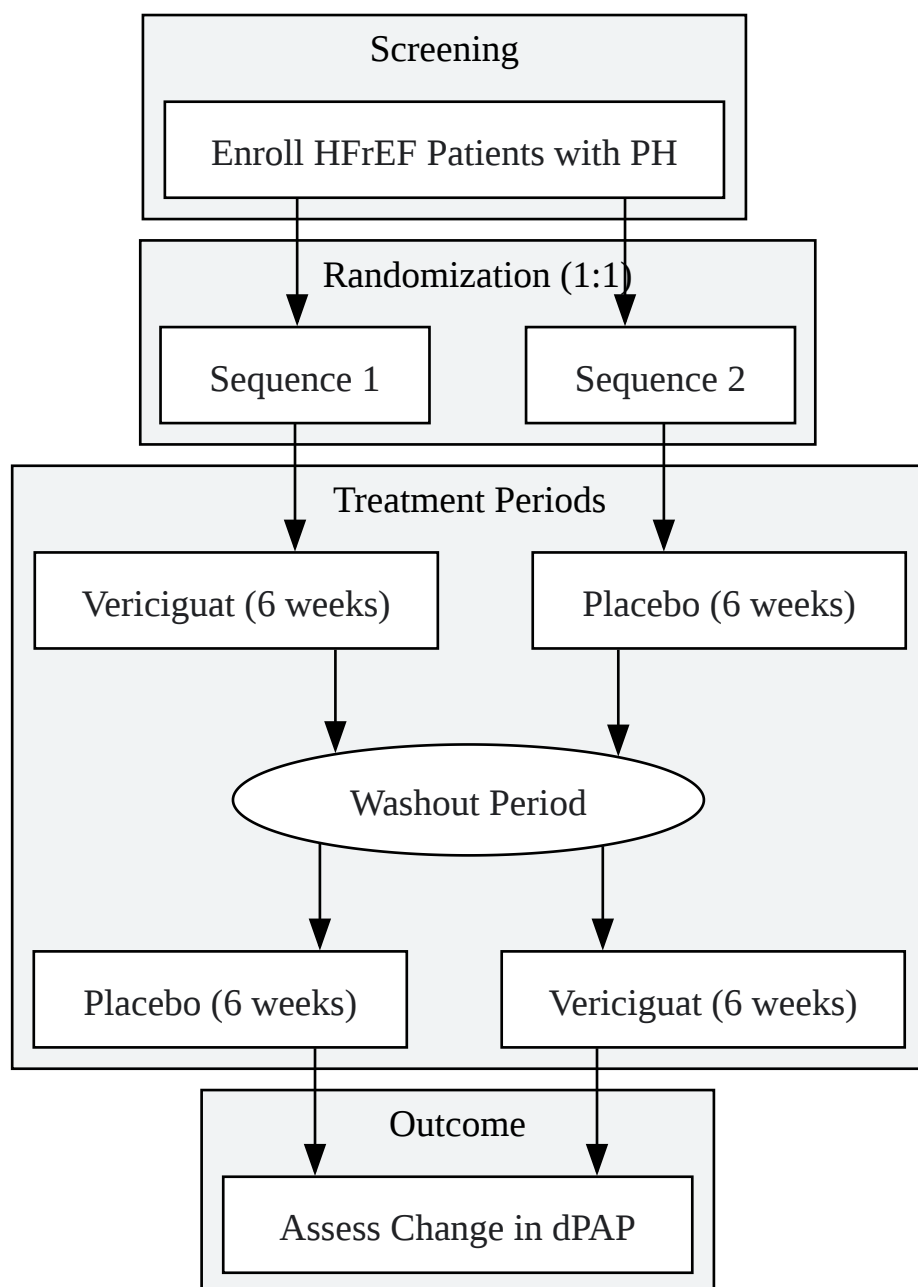 Screening
Enroll HFrEF Patients with PH
Randomization (1:1)
Sequence 1
Sequence 2
Treatment Periods
Vericiguat (6 weeks)
Placebo (6 weeks)
Washout Period
Placebo (6 weeks)
Vericiguat (6 weeks)
Outcome
Assess Change in dPAP